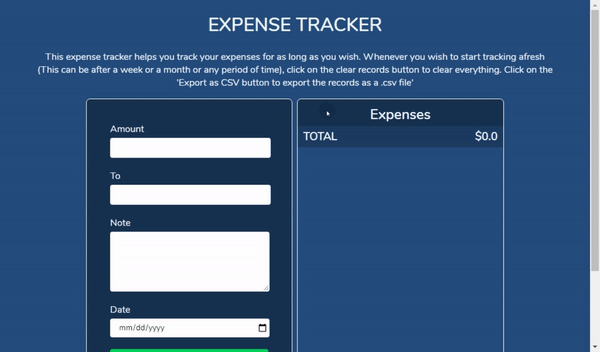 EXPENSE TRACKER
This expense tracker helps you track your expenses for as long as you wish. Whenever you wish to start tracking afresh
(This can be after a week or a month or any period of time), click on the clear records button to clear everything. Click on the
'Export as CSV button to export the records as a .csv file'
Amount
To
Note
Date
mm/dd/yyyy
Expenses
TOTAL $0.0